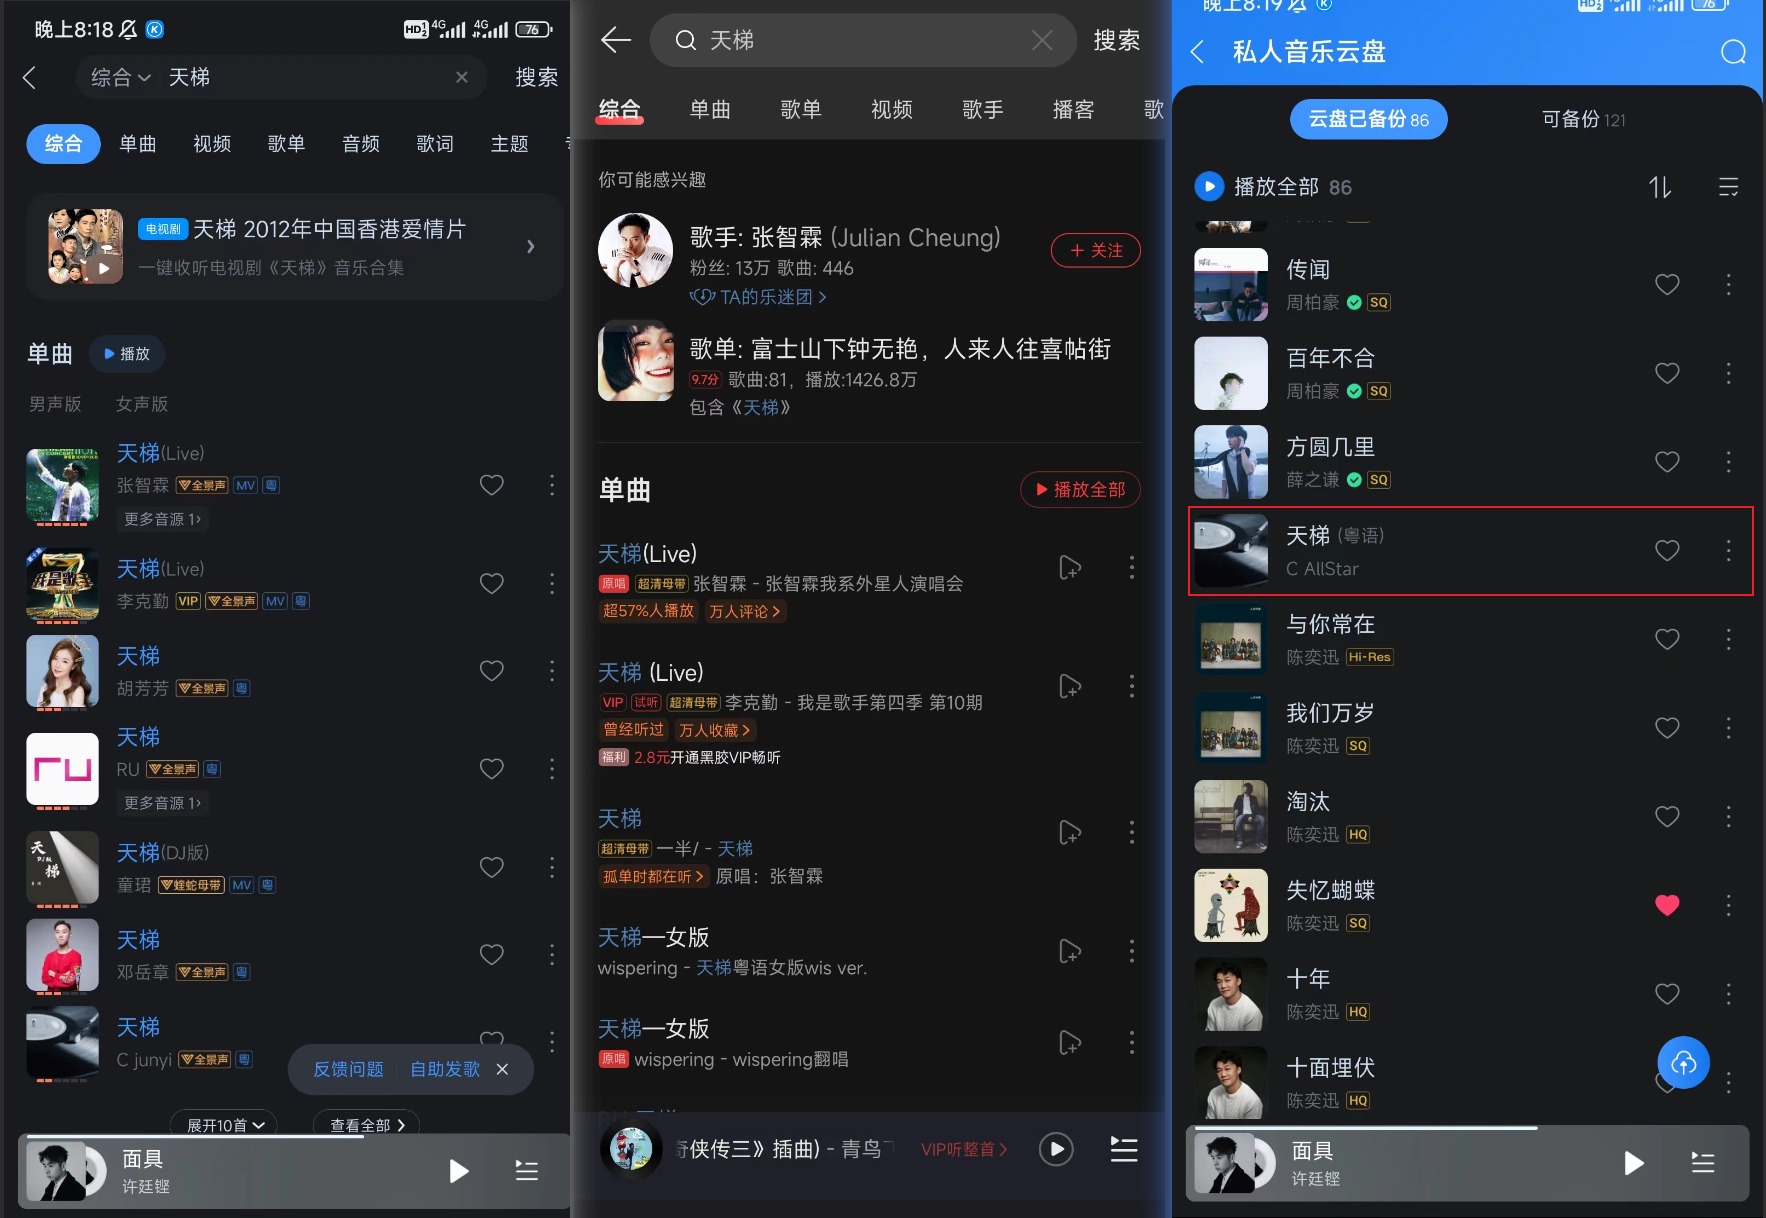 晚上8:18
HD 4G 4G 76
综合 天梯 搜索
综合 单曲 视频 歌单 音频 歌词 主题
电视剧 天梯 2012年中国香港爱情片
一键收听电视剧《天梯》音乐合集
单曲 播放
男声版 女声版
天梯(Live)
张智霖 全景声 MV 粤
更多音源 1>
天梯(Live)
李克勤 VIP 全景声 MV 粤
天梯
胡芳芳 全景声 粤
天梯
RU 全景声 粤
更多音源 1>
天梯(DJ版)
童珺 蝰蛇母带 MV 粤
天梯
邓岳章 全景声 粤
天梯
C junyi 全景声 粤
反馈问题 自助发歌
展开10首 查看全部
面具
许廷铿
天梯 搜索
综合 单曲 歌单 视频 歌手 播客 歌
你可能感兴趣
歌手: 张智霖 (Julian Cheung)
粉丝: 13万 歌曲: 446
+ 关注
TA的乐迷团 >
歌单: 富士山下钟无艳，人来人往喜帖街
9.7分 歌曲:81，播放:1426.8万
包含《天梯》
单曲 播放全部
天梯(Live)
原唱 超清母带 张智霖 - 张智霖我系外星人演唱会
超57%人播放 万人评论 >
天梯 (Live)
VIP 试听 超清母带 李克勤 - 我是歌手第四季 第10期
曾经听过 万人收藏 >
福利 2.8元开通黑胶VIP畅听
天梯
超清母带 一半/ - 天梯
孤单时都在听 > 原唱：张智霖
天梯—女版
wispering - 天梯粤语女版wis ver.
天梯—女版
原唱 wispering - wispering翻唱
奇侠传三》插曲) - 青鸟飞 VIP听整首 >
晚上8:19
HD 76
私人音乐云盘
云盘已备份 86 可备份 121
播放全部 86
传闻
周柏豪 SQ
百年不合
周柏豪 SQ
方圆几里
薛之谦 SQ
天梯 (粤语)
C AllStar
与你常在
陈奕迅 Hi-Res
我们万岁
陈奕迅 SQ
淘汰
陈奕迅 HQ
失忆蝴蝶
陈奕迅 SQ
十年
陈奕迅 HQ
十面埋伏
陈奕迅 HQ
面具
许廷铿